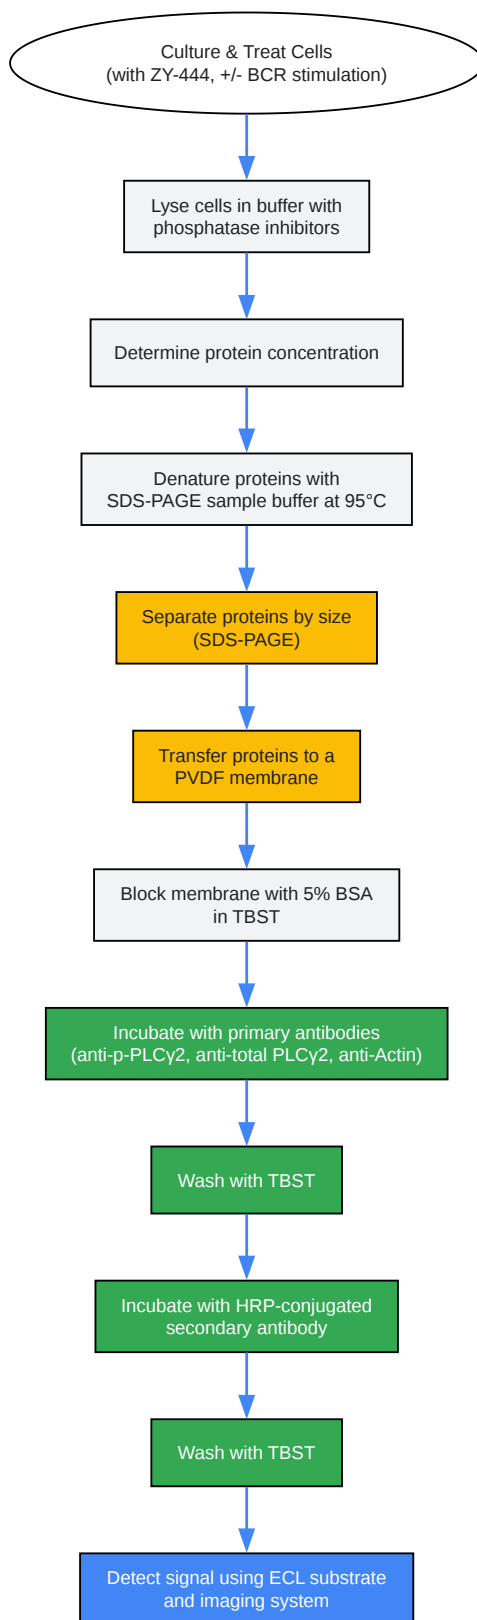 Culture & Treat Cells
(with ZY-444, +/- BCR stimulation)
Lyse cells in buffer with
phosphatase inhibitors
Determine protein concentration
Denature proteins with
SDS-PAGE sample buffer at 95°C
Separate proteins by size
(SDS-PAGE)
Transfer proteins to a
PVDF membrane
Block membrane with 5% BSA
in TBST
Incubate with primary antibodies
(anti-p-PLCγ2, anti-total PLCγ2, anti-Actin)
Wash with TBST
Incubate with HRP-conjugated
secondary antibody
Wash with TBST
Detect signal using ECL substrate
and imaging system